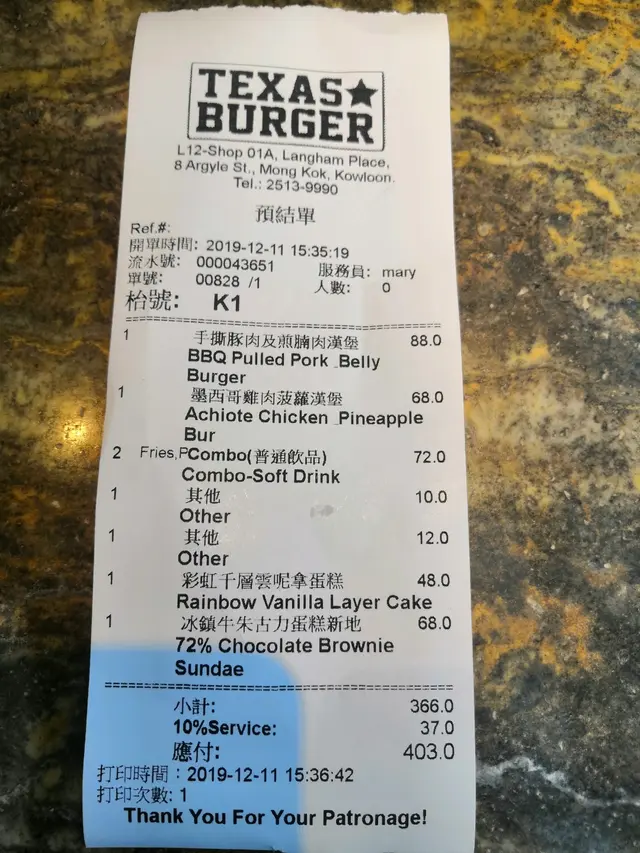 TEXAS★
BURGER
L12-Shop 01A, Langham Place,
8 Argyle St., Mong Kok, Kowloon.
Tel.: 2513-9990
預結單
Ref.#:
開單時間: 2019-12-11 15:35:19
流水號: 000043651 服務員: mary
單號: 00828 /1 人數: 0
枱號: K1
1 手撕豚肉及煎腩肉漢堡 88.0
BBQ Pulled Pork _Belly
Burger
1 墨西哥雞肉菠蘿漢堡 68.0
Achiote Chicken _Pineapple
Bur
2 Fries,PCombo(普通飲品) 72.0
Combo-Soft Drink
1 其他 10.0
Other
1 其他 12.0
Other
1 彩虹千層雲呢拿蛋糕 48.0
Rainbow Vanilla Layer Cake
1 冰鎮牛朱古力蛋糕新地 68.0
72% Chocolate Brownie
Sundae
小計: 366.0
10%Service: 37.0
應付: 403.0
打印時間：2019-12-11 15:36:42
打印次數: 1
Thank You For Your Patronage!